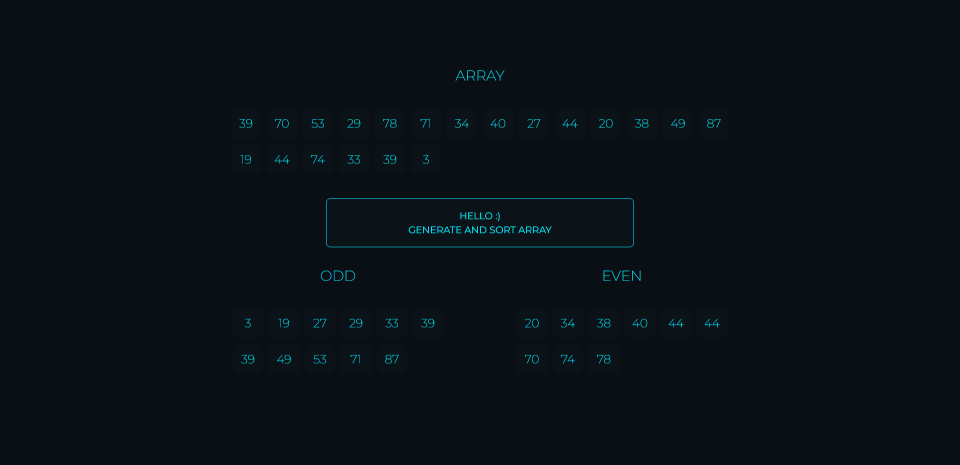 ARRAY
39 70 53 29 78 71 34 40 27 44 20 38 49 87
19 44 74 33 39 3
HELLO :)
GENERATE AND SORT ARRAY
ODD
3 19 27 29 33 39
39 49 53 71 87
EVEN
20 34 38 40 44 44
70 74 78